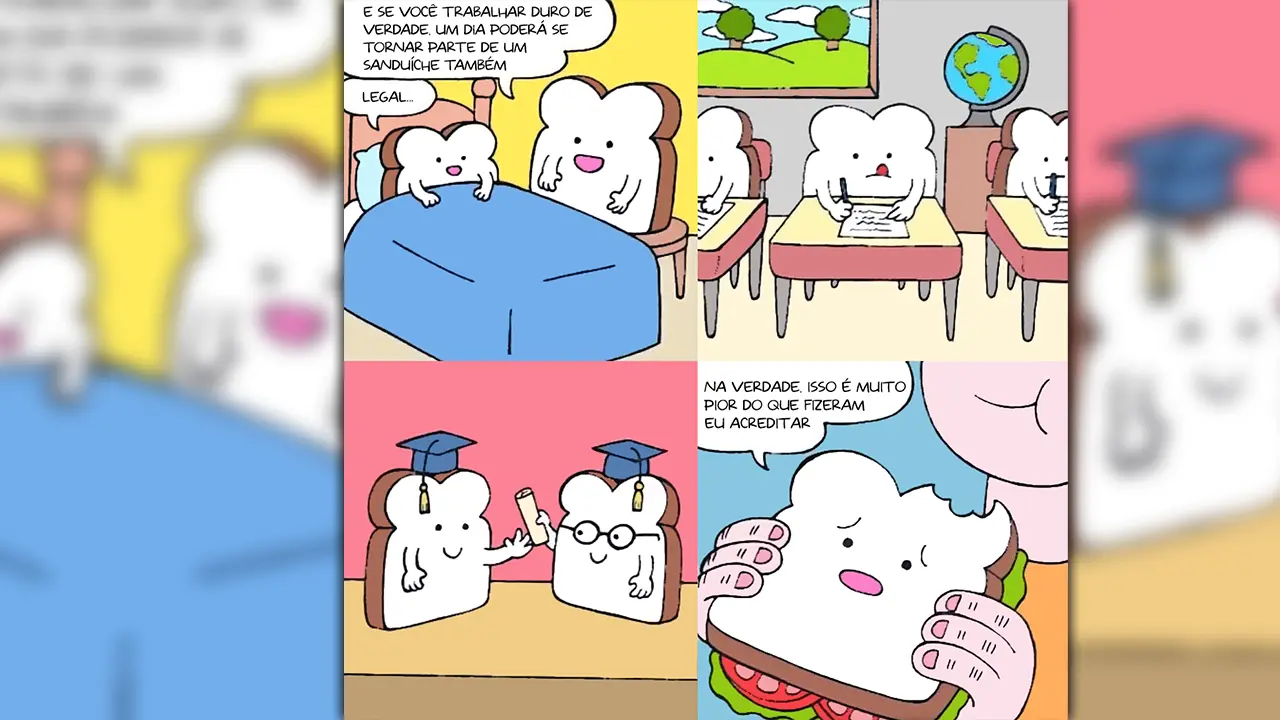 E SE VOCÊ TRABALHAR DURO DE
VERDADE, UM DIA PODERÁ SE
TORNAR PARTE DE UM
SANDUÍCHE TAMBÉM
LEGAL...
NA VERDADE, ISSO É MUITO
PIOR DO QUE FIZERAM
EU ACREDITAR